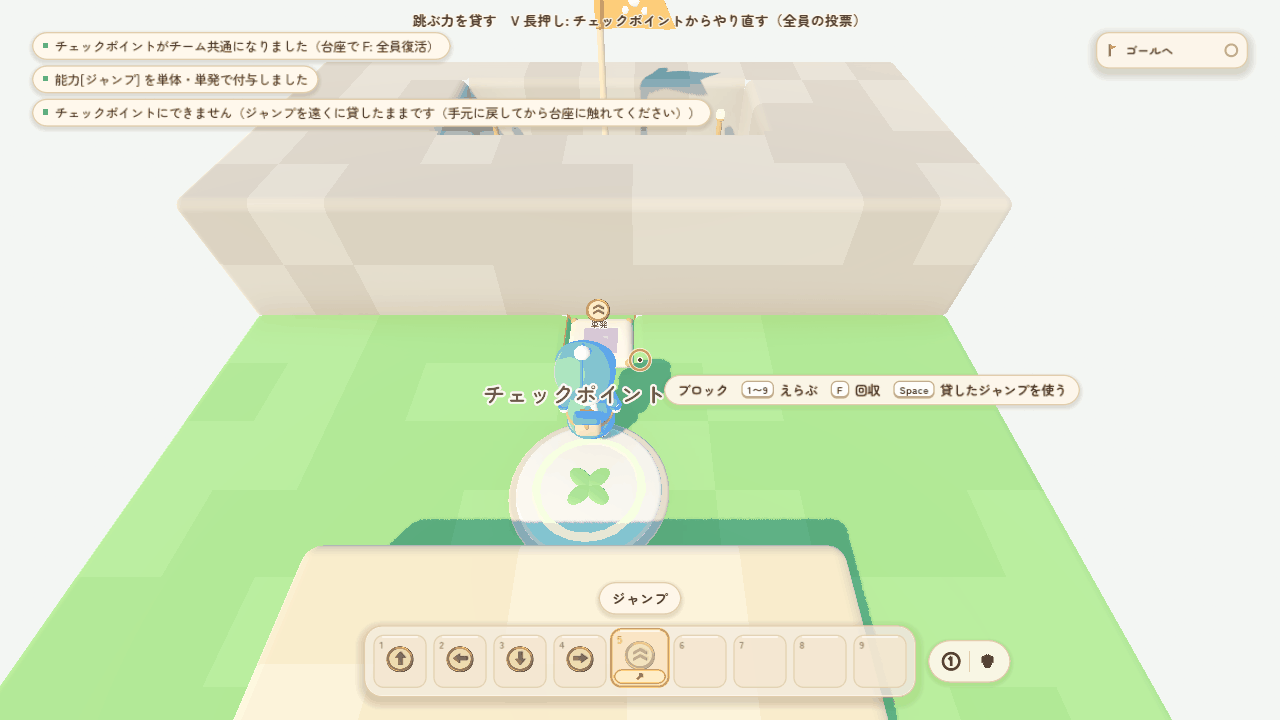 跳ぶ力を貸す V 長押し: チェックポイントからやり直す（全員の投票）
チェックポイントがチーム共通になりました（台座で F: 全員復活）
ゴールへ
能力[ジャンプ] を単体・単発で付与しました
チェックポイントにできません（ジャンプを遠くに貸したままです（手元に戻してから台座に触れてください））
単発
チェックポイント
ブロック 1〜9 えらぶ F 回収 Space 貸したジャンプを使う
ジャンプ
1 2 3 4 5 6 7 8 9
1